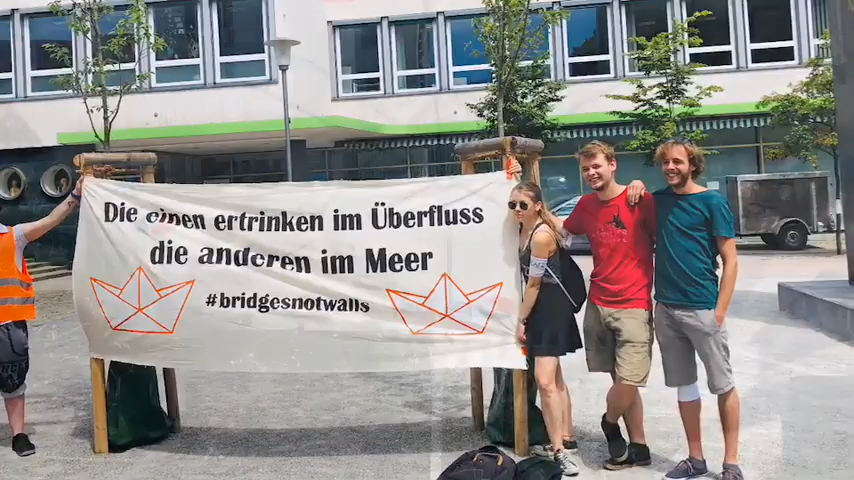 Die einen ertrinken im Überfluss
die anderen im Meer
#bridgesnotwalls